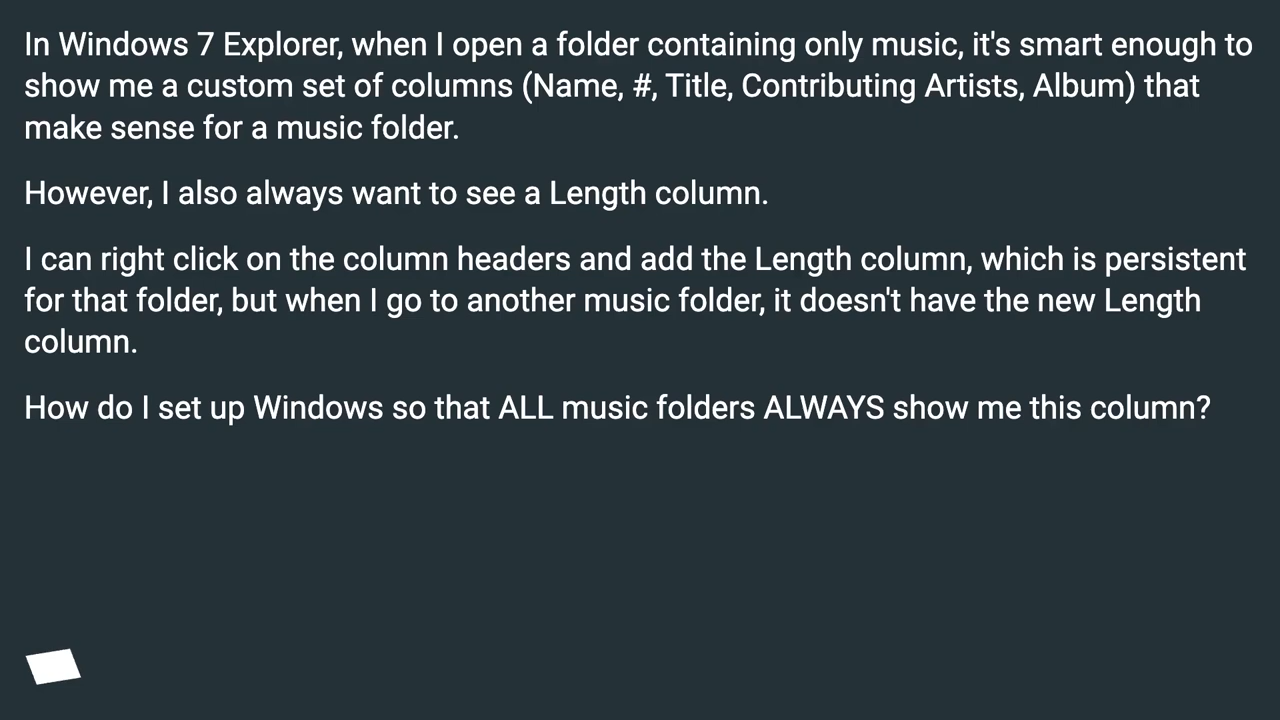 In Windows 7 Explorer, when I open a folder containing only music, it's smart enough to
show me a custom set of columns (Name, #, Title, Contributing Artists, Album) that
make sense for a music folder.
However, I also always want to see a Length column.
I can right click on the column headers and add the Length column, which is persistent
for that folder, but when I go to another music folder, it doesn't have the new Length
column.
How do I set up Windows so that ALL music folders ALWAYS show me this column?